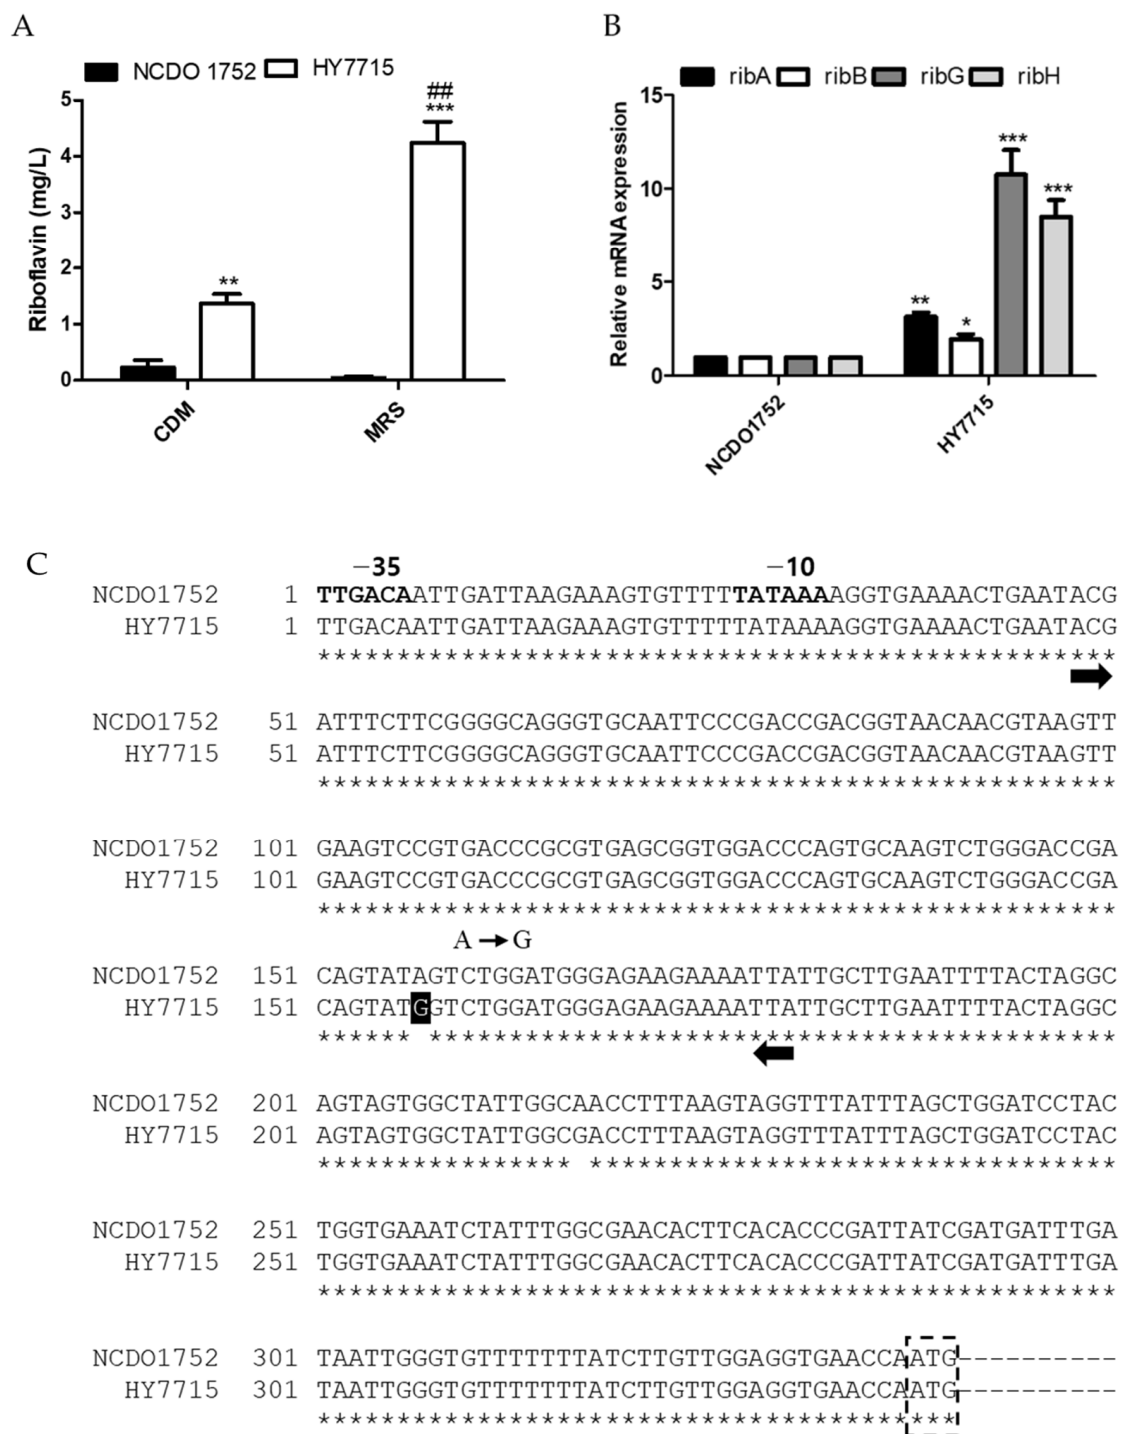 A
NCDO 1752 HY7715
Riboflavin (mg/L)
5
4
3
2
1
0
**
##
***
CDM
MRS
B
ribA ribB ribG ribH
Relative mRNA expression
15
10
5
0
**
*
***
***
NCDO1752
HY7715
C
−35 −10
NCDO1752 1 TTGACAATTGATTAAGAAAGTGTTTTTATAAAAGGTGAAAACTGAATACG
HY7715 1 TTGACAATTGATTAAGAAAGTGTTTTTATAAAAGGTGAAAACTGAATACG
**************************************************
NCDO1752 51 ATTTCTTCGGGGCAGGGTGCAATTCCCGACCGACGGTAACAACGTAAGTT
HY7715 51 ATTTCTTCGGGGCAGGGTGCAATTCCCGACCGACGGTAACAACGTAAGTT
**************************************************
NCDO1752 101 GAAGTCCGTGACCCGCGTGAGCGGTGGACCCAGTGCAAGTCTGGGACCGA
HY7715 101 GAAGTCCGTGACCCGCGTGAGCGGTGGACCCAGTGCAAGTCTGGGACCGA
**************************************************
A → G
NCDO1752 151 CAGTATAGTCTGGATGGGAGAAGAAAATTATTGCTTGAATTTTACTAGGC
HY7715 151 CAGTATGGTCTGGATGGGAGAAGAAAATTATTGCTTGAATTTTACTAGGC
****** *******************************************
NCDO1752 201 AGTAGTGGCTATTGGCAACCTTTAAGTAGGTTTATTTAGCTGGATCCTAC
HY7715 201 AGTAGTGGCTATTGGCGACCTTTAAGTAGGTTTATTTAGCTGGATCCTAC
**************** *********************************
NCDO1752 251 TGGTGAAATCTATTTGGCGAACACTTCACACCCGATTATCGATGATTTGA
HY7715 251 TGGTGAAATCTATTTGGCGAACACTTCACACCCGATTATCGATGATTTGA
**************************************************
NCDO1752 301 TAATTGGGTGTTTTTTTATCTTGTTGGAGGTGAACCAATG----------
HY7715 301 TAATTGGGTGTTTTTTTATCTTGTTGGAGGTGAACCAATG----------
****************************************